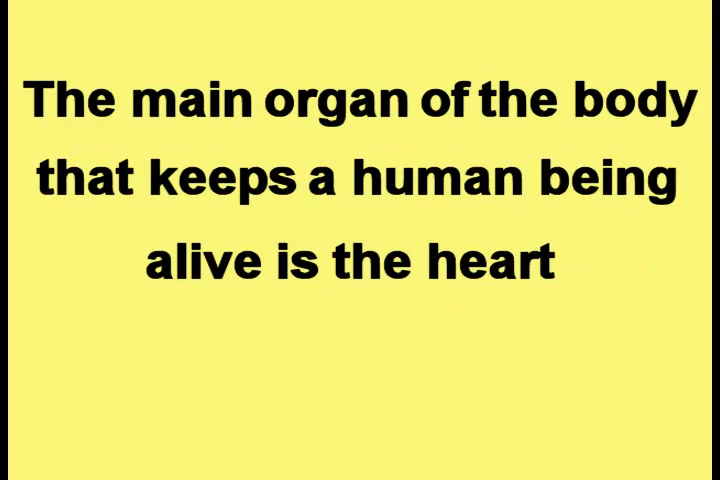 The main organ of the body
that keeps a human being
alive is the heart